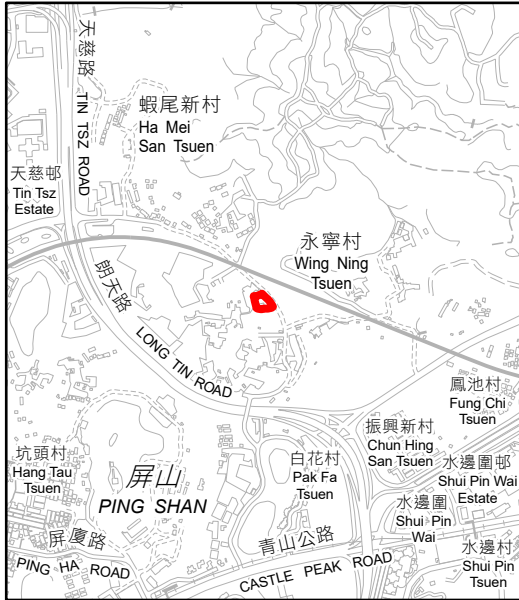 天慈路
TIN TSZ ROAD
蝦尾新村
Ha Mei
San Tsuen
天慈邨
Tin Tsz
Estate
永寧村
Wing Ning
Tsuen
朗天路
LONG TIN ROAD
鳳池村
Fung Chi
Tsuen
振興新村
Chun Hing
San Tsuen
坑頭村
Hang Tau
Tsuen
屏山
PING SHAN
白花村
Pak Fa
Tsuen
水邊圍邨
Shui Pin Wai
Estate
水邊圍
Shui Pin
Wai
屏廈路
PING HA ROAD
青山公路
CASTLE PEAK ROAD
水邊村
Shui Pin
Tsuen